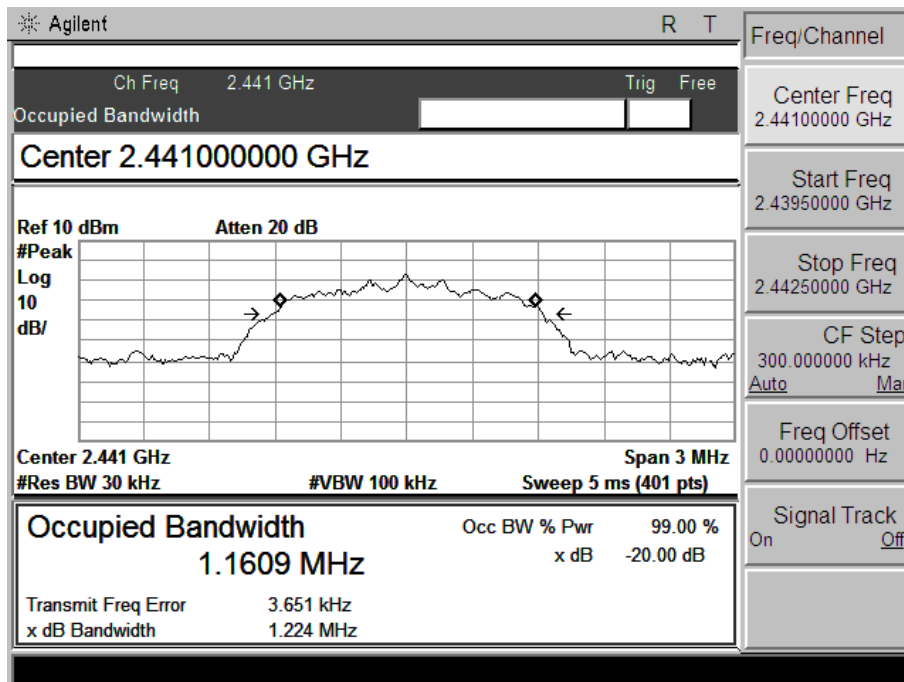 Agilent R T
Ch Freq 2.441 GHz Trig Free
Occupied Bandwidth
Center 2.441000000 GHz
Ref 10 dBm Atten 20 dB
#Peak
Log
10
dB/
Center 2.441 GHz Span 3 MHz
#Res BW 30 kHz #VBW 100 kHz Sweep 5 ms (401 pts)
Occupied Bandwidth Occ BW % Pwr 99.00 %
1.1609 MHz x dB -20.00 dB
Transmit Freq Error 3.651 kHz
x dB Bandwidth 1.224 MHz
Freq/Channel
Center Freq
2.44100000 GHz
Start Freq
2.43950000 GHz
Stop Freq
2.44250000 GHz
CF Step
300.000000 kHz
Auto Man
Freq Offset
0.00000000 Hz
Signal Track
On Off